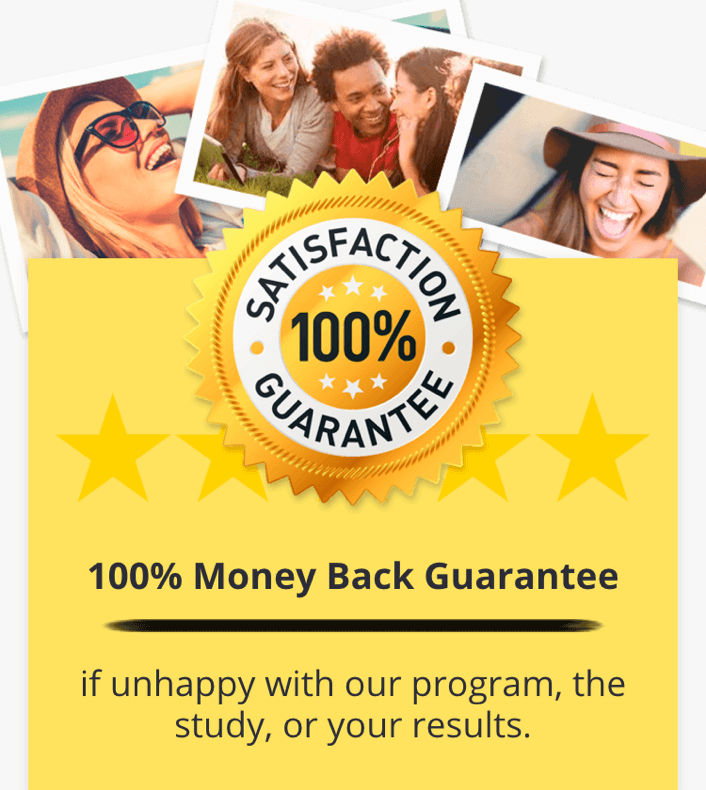 SATISFACTION
100%
GUARANTEE
100% Money Back Guarantee
if unhappy with our program, the
study, or your results.